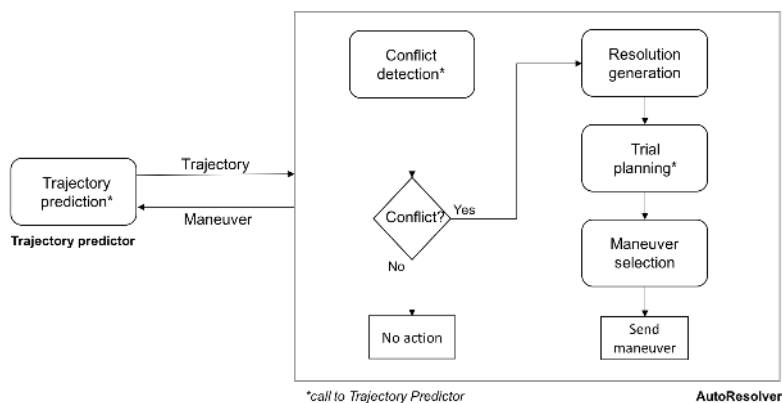 Conflict
detection*
Resolution
generation
Trajectory
Trajectory
prediction*
Maneuver
Trajectory predictor
Trial
planning*
Conflict?
Yes
No
Maneuver
selection
No action
Send
maneuver
*call to Trajectory Predictor
AutoResolver